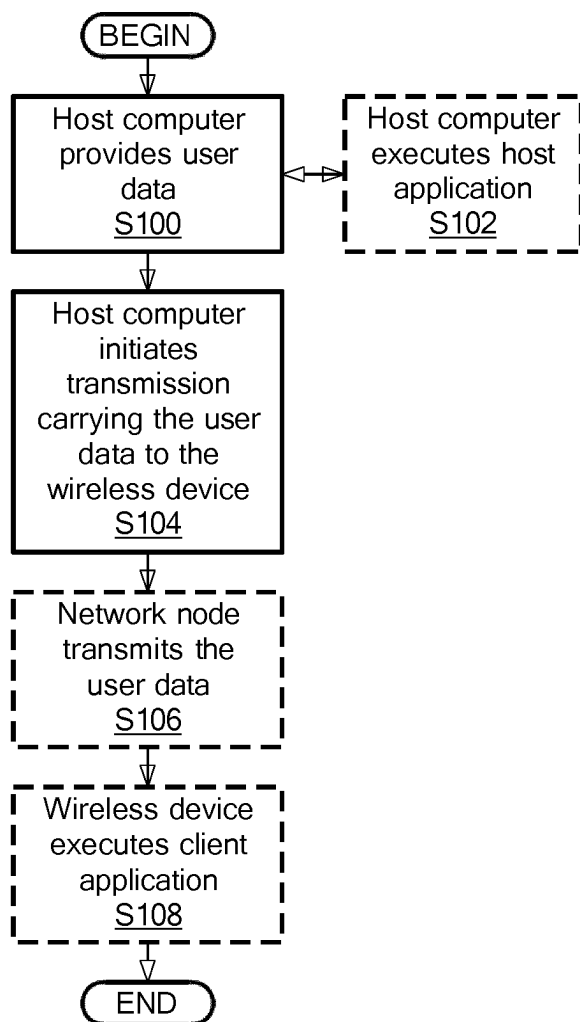 BEGIN
Host computer
provides user
data
S100
Host computer
executes host
application
S102
Host computer
initiates
transmission
carrying the user
data to the
wireless device
S104
Network node
transmits the
user data
S106
Wireless device
executes client
application
S108
END